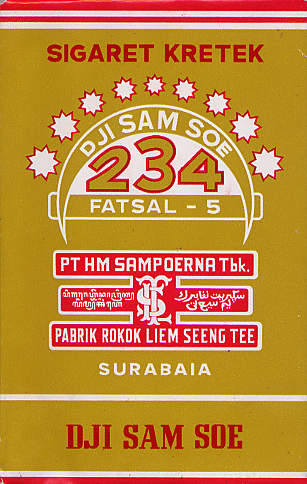 SIGARET KRETEK
DJI SAM SOE
234
FATSAL - 5
PT HM SAMPOERNA Tbk.
PABRIK ROKOK LIEM SEENG TEE
SURABAIA
DJI SAM SOE